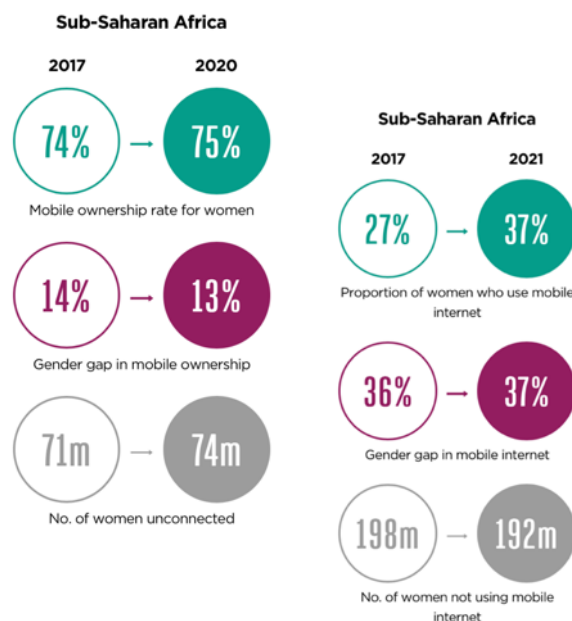 Sub-Saharan Africa
2017 2020
74% → 75%
Mobile ownership rate for women
14% → 13%
Gender gap in mobile ownership
71m → 74m
No. of women unconnected
Sub-Saharan Africa
2017 2021
27% → 37%
Proportion of women who use mobile
internet
36% → 37%
Gender gap in mobile internet
198m → 192m
No. of women not using mobile
internet